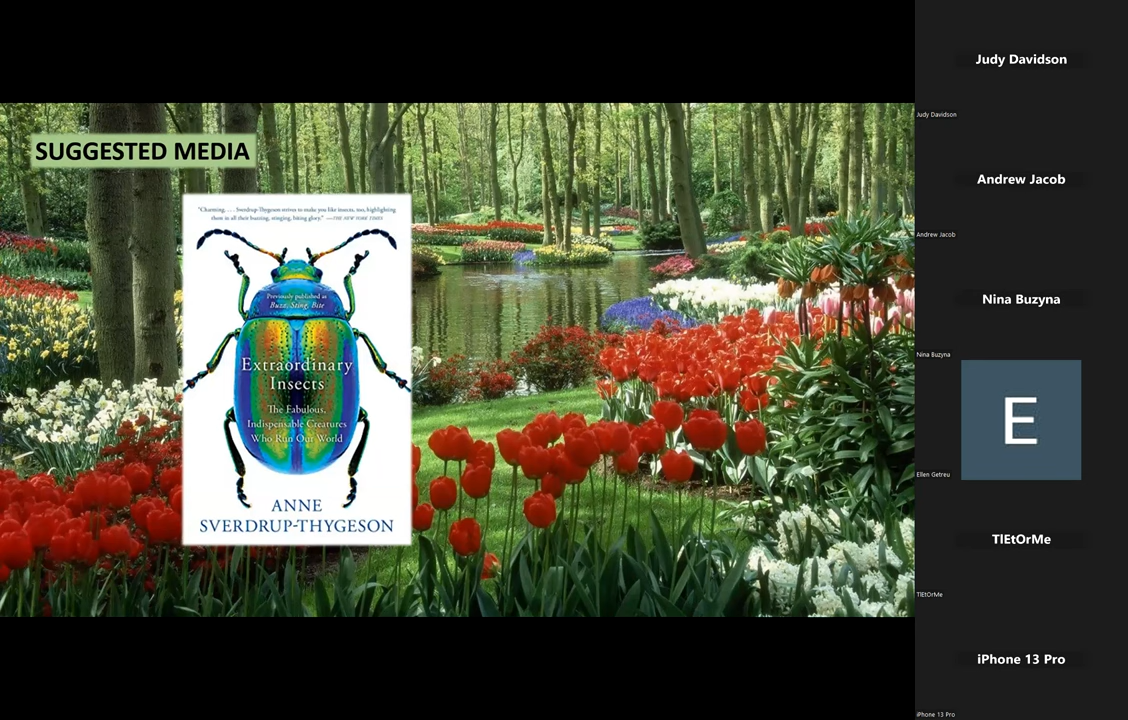 SUGGESTED MEDIA
"Charming. . . . Sverdrup-Thygeson strives to make you like insects, too, highlighting
them in all their buzzing, stinging, biting glory." —THE NEW YORK TIMES
Previously published as
Buzz, Sting, Bite
Extraordinary
Insects
The Fabulous,
Indispensable Creatures
Who Run Our World
ANNE
SVERDRUP-THYGESON
Judy Davidson
Judy Davidson
Andrew Jacob
Andrew Jacob
Nina Buzyna
Nina Buzyna
E
Ellen Getreu
TlEtOrMe
TlEtOrMe
iPhone 13 Pro
iPhone 13 Pro